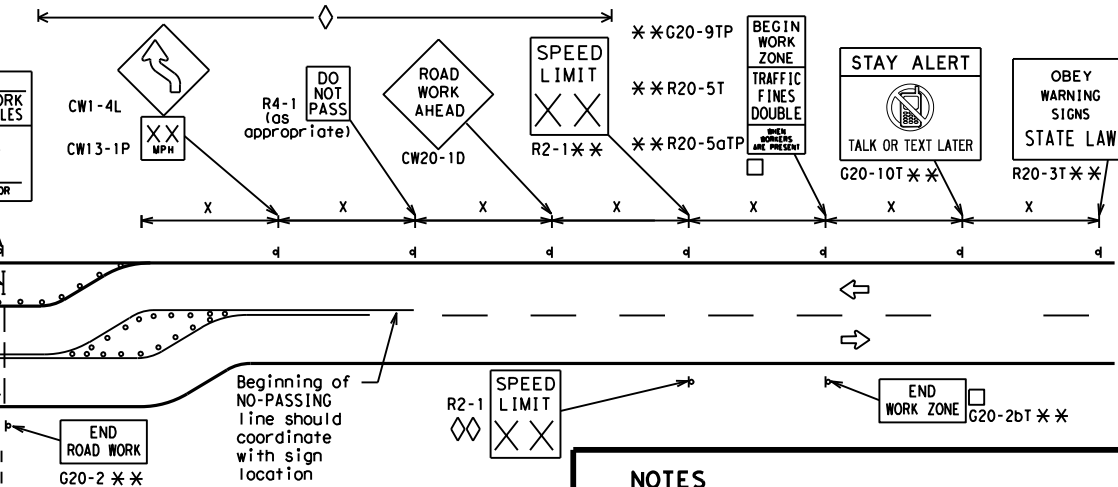 BEGIN
WORK
ZONE
TRAFFIC
FINES
DOUBLE
WHEN
WORKERS
ARE PRESENT
✳✳G20-9TP
✳✳R20-5T
✳✳R20-5aTP
SPEED
LIMIT
X X
R2-1✳✳
ROAD
WORK
AHEAD
CW20-1D
DO
NOT
PASS
R4-1
(as
appropriate)
CW1-4L
XX
MPH
CW13-1P
STAY ALERT
TALK OR TEXT LATER
G20-10T ✳✳
OBEY
WARNING
SIGNS
STATE LAW
R20-3T ✳✳
X X X X X X X
Beginning of
NO-PASSING
line should
coordinate
with sign
location
R2-1
SPEED
LIMIT
X X
END
WORK ZONE
G20-2bT ✳✳
END
ROAD WORK
G20-2 ✳✳
NOTES